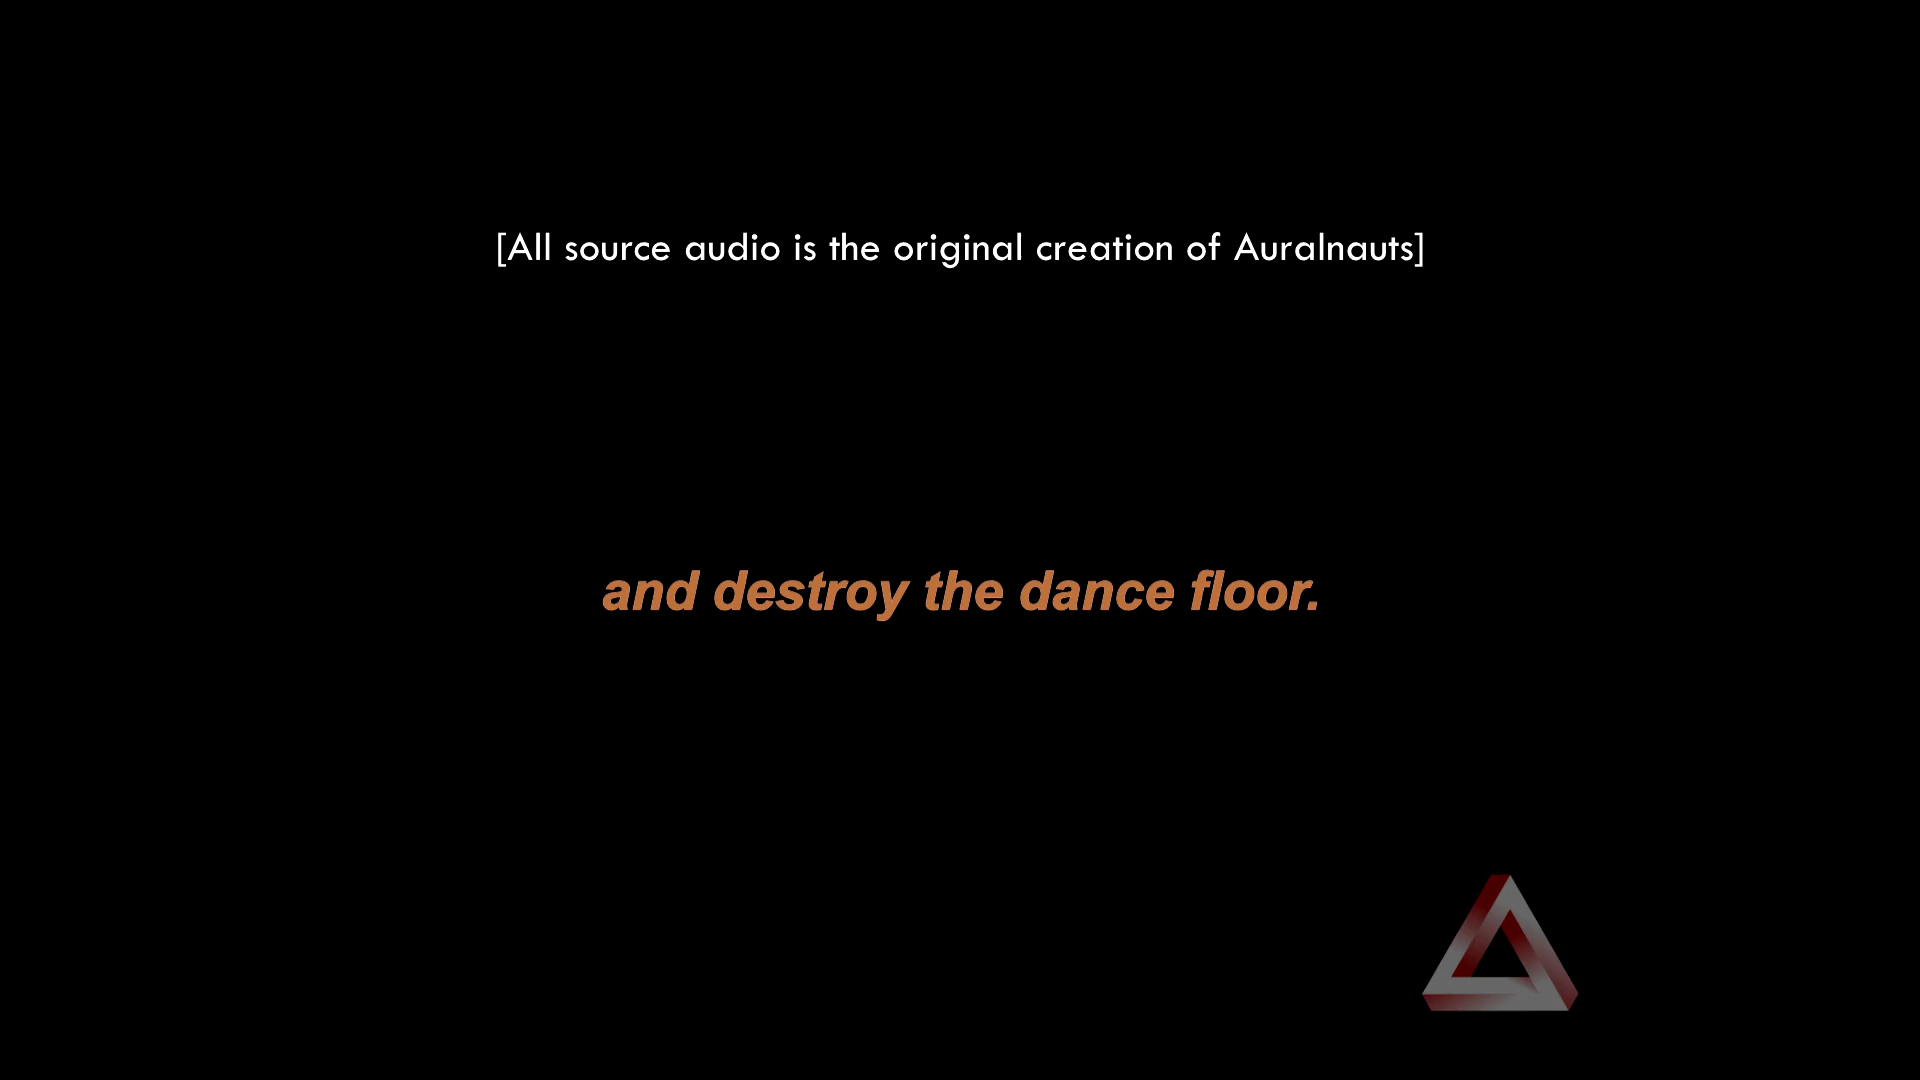 [All source audio is the original creation of Auralnauts]
and destroy the dance floor.